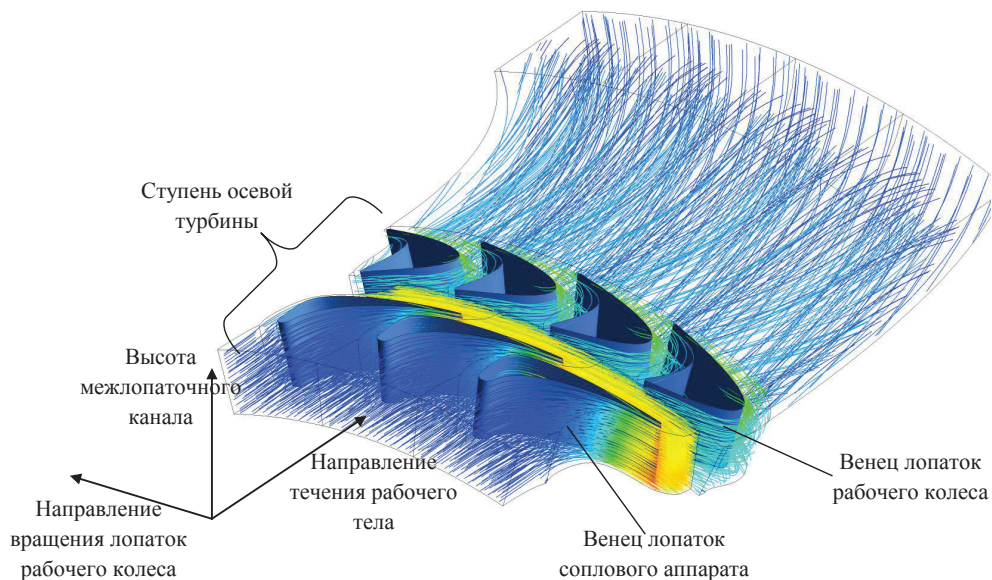 Ступень осевой
турбины
Высота
межлопаточного
канала
Направление
течения рабочего
тела
Венец лопаток
рабочего колеса
Направление
вращения лопаток
рабочего колеса
Венец лопаток
соплового аппарата